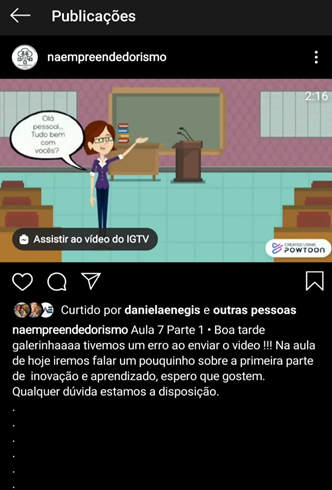 Publicações
naempreendedorismo
2:16
Olá
pessoal...
Tudo bem
com
vocês?
Assistir ao vídeo do IGTV
CREATED USING
POWTOON
Curtido por danielaenegis e outras pessoas
naempreendedorismo Aula 7 Parte 1 • Boa tarde
galerinhaaaa tivemos um erro ao enviar o video !!! Na aula
de hoje iremos falar um pouquinho sobre a primeira parte
de inovação e aprendizado, espero que gostem.
Qualquer dúvida estamos a disposição.
.
.
.
.
.
.